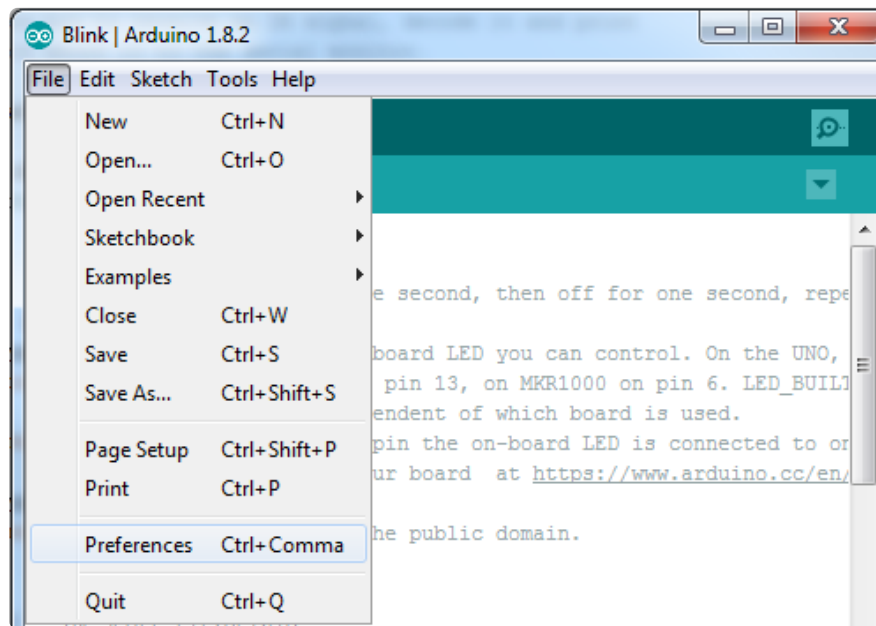 Blink | Arduino 1.8.2
File Edit Sketch Tools Help
New Ctrl+N
Open... Ctrl+O
Open Recent
Sketchbook
Examples
Close Ctrl+W
Save Ctrl+S
Save As... Ctrl+Shift+S
Page Setup Ctrl+Shift+P
Print Ctrl+P
Preferences Ctrl+Comma
Quit Ctrl+Q
e second, then off for one second, repe
board LED you can control. On the UNO,
pin 13, on MKR1000 on pin 6. LED_BUILT
endent of which board is used.
pin the on-board LED is connected to on
ur board at https://www.arduino.cc/en/
he public domain.